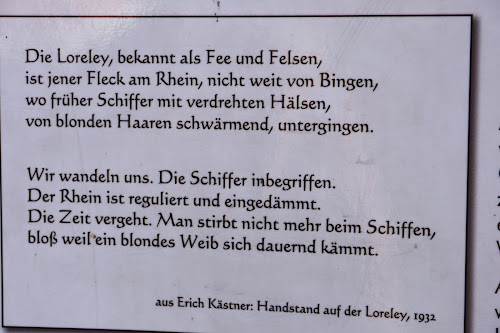 Die Loreley, bekannt als Fee und Felsen,
ist jener Fleck am Rhein, nicht weit von Bingen,
wo früher Schiffer mit verdrehten Hälsen,
von blonden Haaren schwärmend, untergingen.
Wir wandeln uns. Die Schiffer inbegriffen.
Der Rhein ist reguliert und eingedämmt.
Die Zeit vergeht. Man stirbt nicht mehr beim Schiffen,
bloß weil ein blondes Weib sich dauernd kämmt.
aus Erich Kästner: Handstand auf der Loreley, 1932